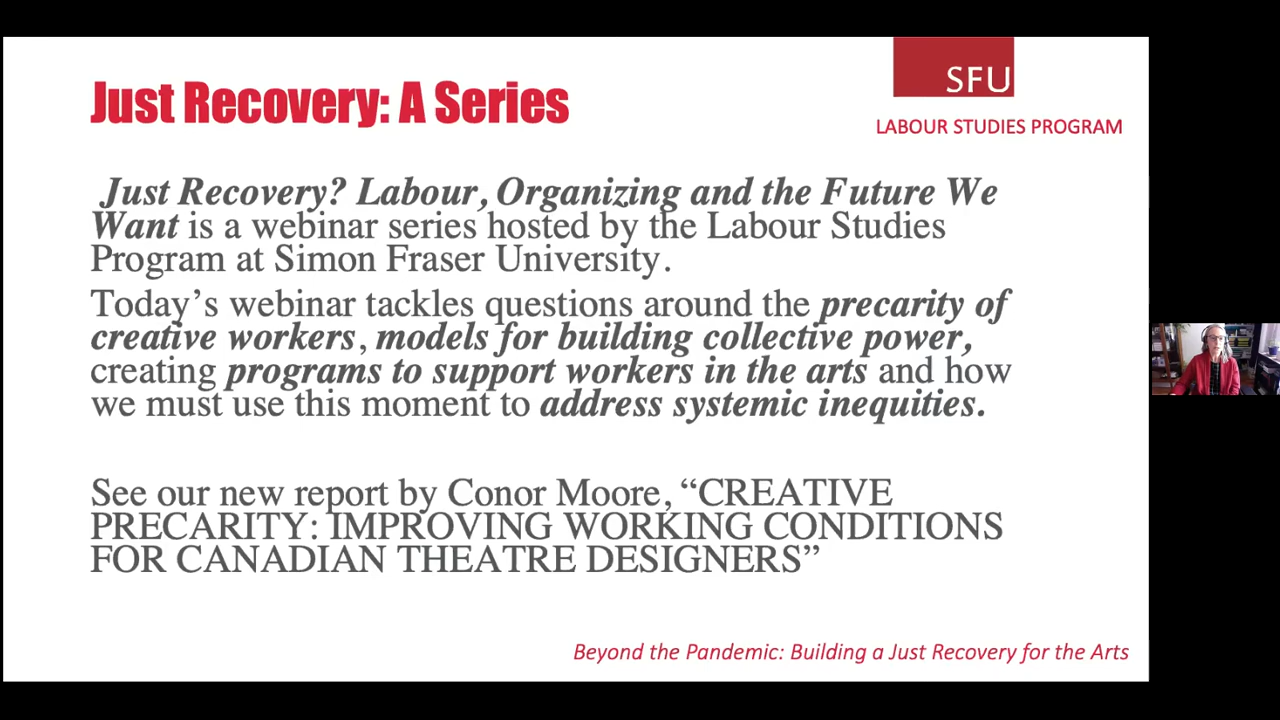 Just Recovery: A Series
SFU
LABOUR STUDIES PROGRAM
Just Recovery? Labour, Organizing and the Future We
Want is a webinar series hosted by the Labour Studies
Program at Simon Fraser University.
Today’s webinar tackles questions around the precarity of
creative workers, models for building collective power,
creating programs to support workers in the arts and how
we must use this moment to address systemic inequities.
See our new report by Conor Moore, “CREATIVE
PRECARITY: IMPROVING WORKING CONDITIONS
FOR CANADIAN THEATRE DESIGNERS”
Beyond the Pandemic: Building a Just Recovery for the Arts